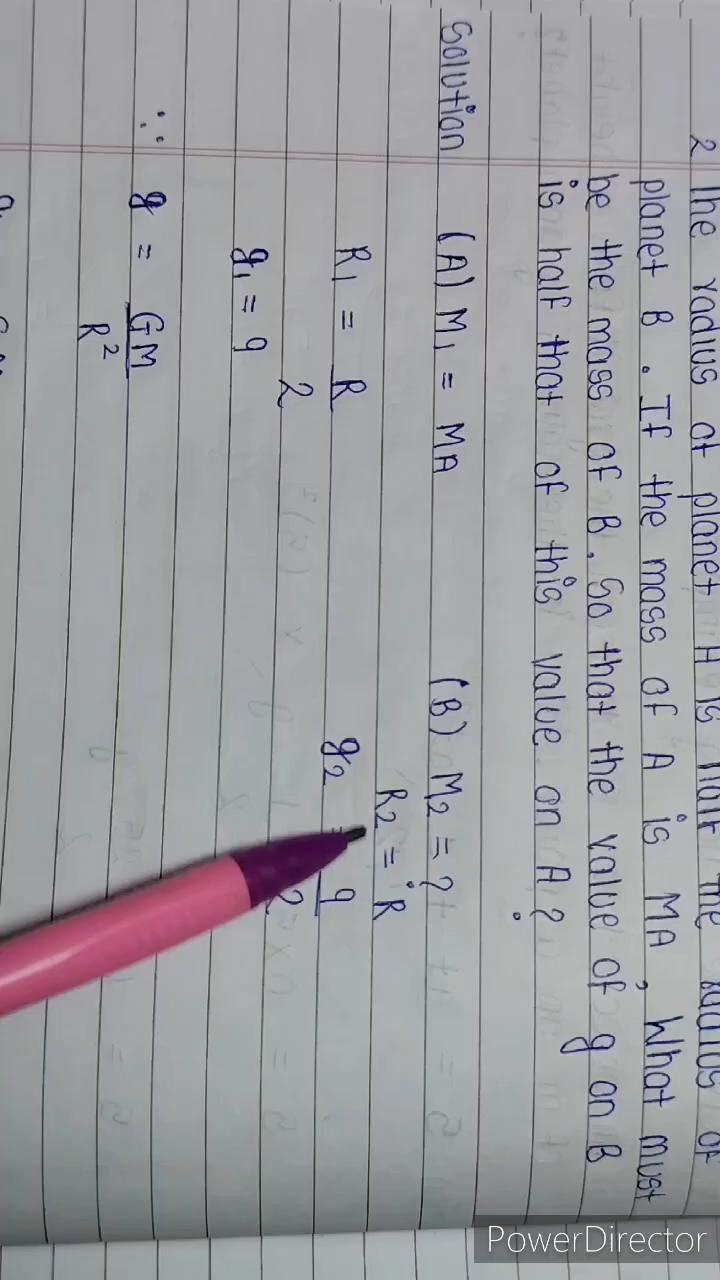 2 The radius of planet A is half the radius of
planet B . If the mass of A is MA , What must
be the mass of B. So that the value of g on B
is half that of this value on A ?
Solution (A) M1 = MA (B) M2 = ?
R2 = R
R1 = R/2 g2 = g/2
g1 = g
∵ g = GM/R²
PowerDirector